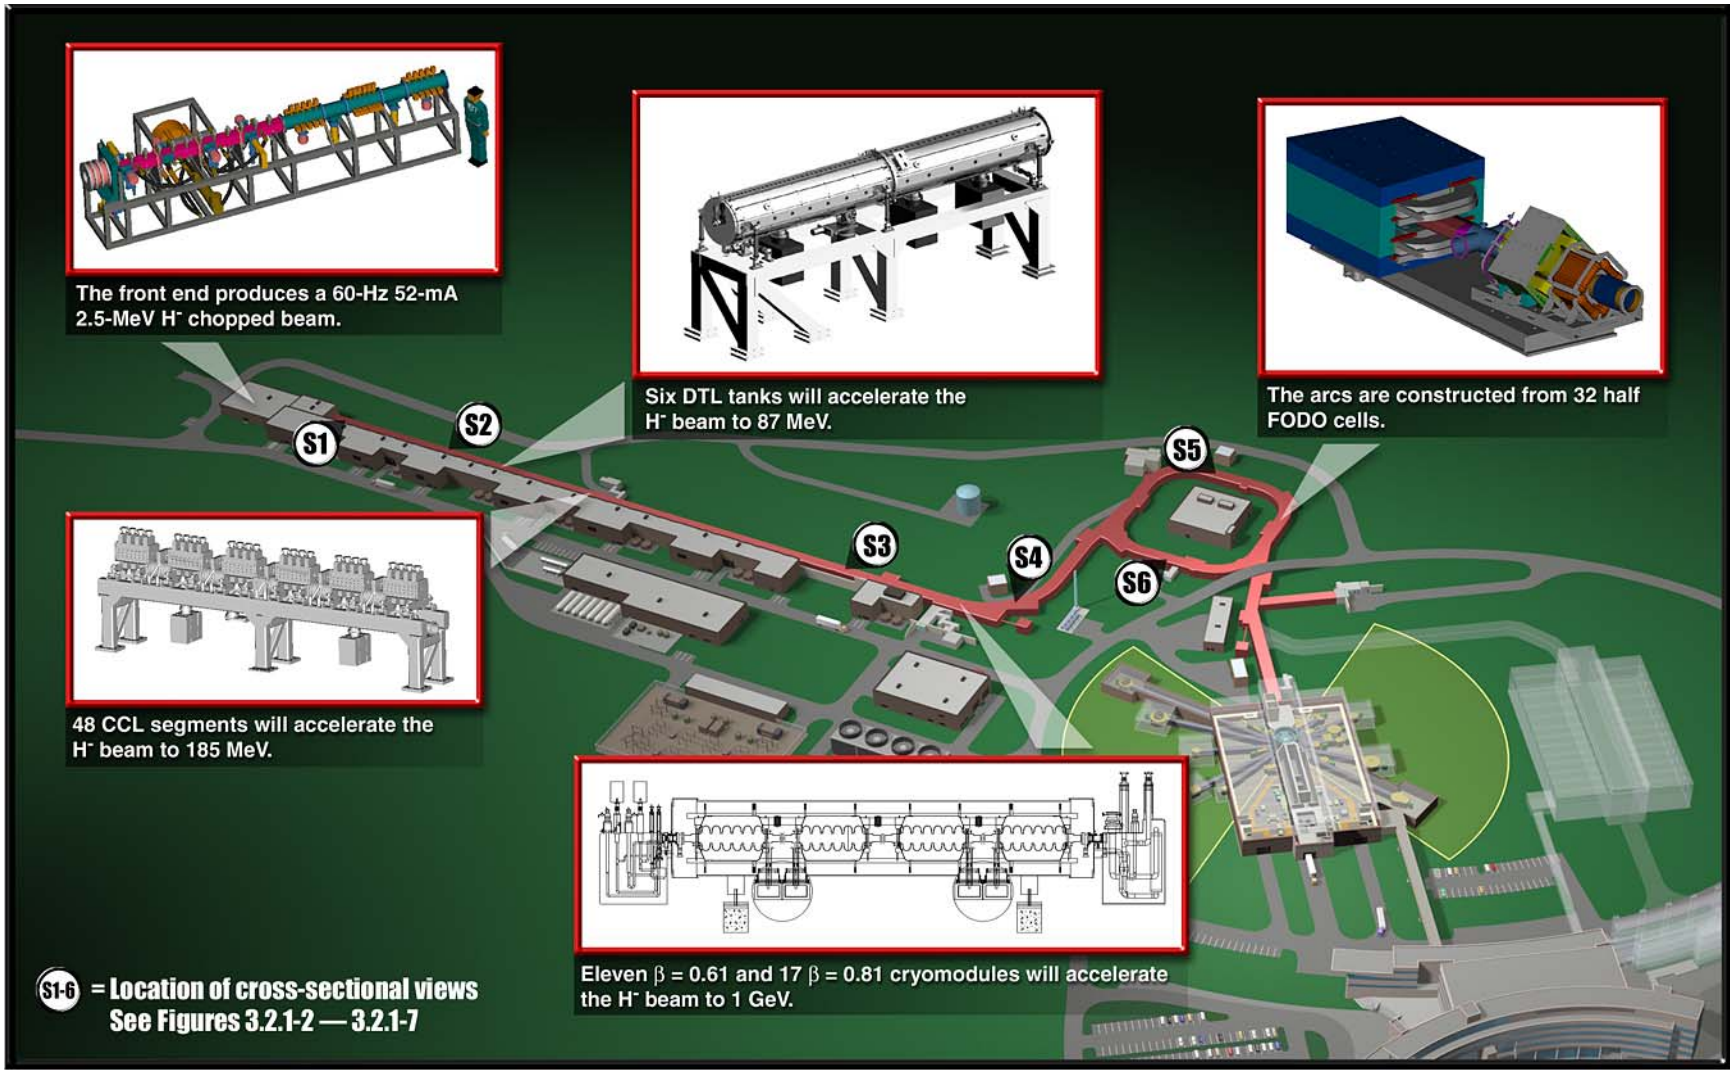 The front end produces a 60-Hz 52-mA
2.5-MeV H⁻ chopped beam.
Six DTL tanks will accelerate the
H⁻ beam to 87 MeV.
The arcs are constructed from 32 half
FODO cells.
S1
S2
S3
S4
S5
S6
48 CCL segments will accelerate the
H⁻ beam to 185 MeV.
Eleven β = 0.61 and 17 β = 0.81 cryomodules will accelerate
the H⁻ beam to 1 GeV.
S1-6 = Location of cross-sectional views
See Figures 3.2.1-2 — 3.2.1-7